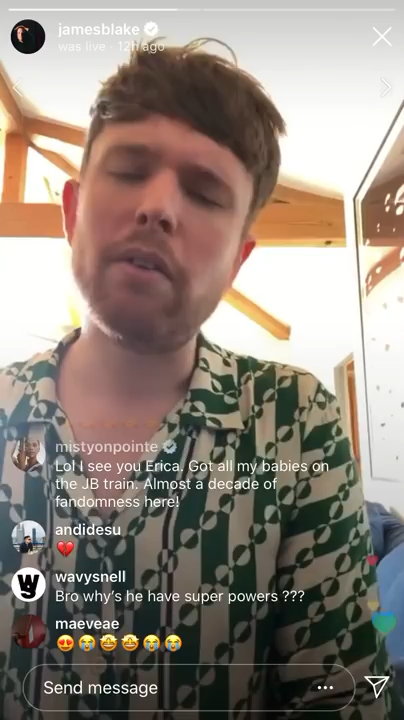 jamesblake
was live · 12h ago
mistyonpointe
Lol I see you Erica. Got all my babies on
the JB train. Almost a decade of
fandomness here!
andidesu
💔
wavysnell
Bro why's he have super powers ???
maeveae
😍😭🤩🤩😭😭
Send message